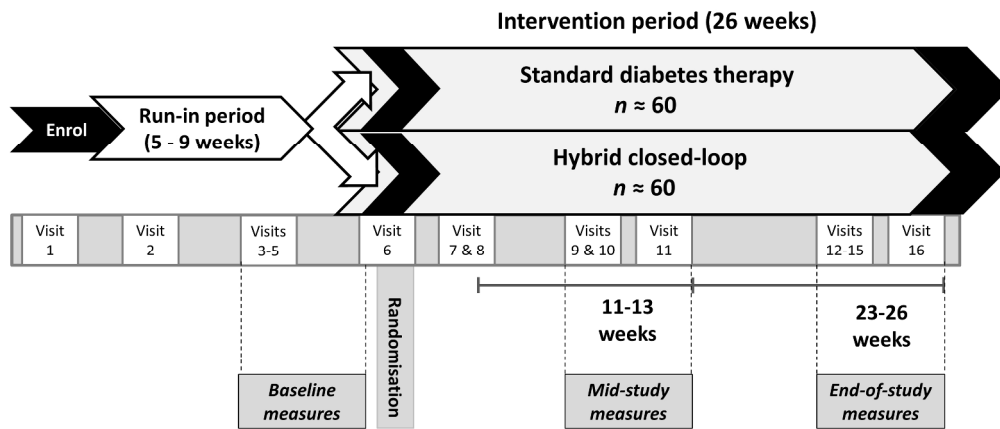 Intervention period (26 weeks)
Standard diabetes therapy
n ≈ 60
Enrol
Run-in period
(5 - 9 weeks)
Hybrid closed-loop
n ≈ 60
Visit
1
Visit
2
Visits
3-5
Visit
6
Visit
7 & 8
Visits
9 & 10
Visit
11
Visits
12-15
Visit
16
Randomisation
11-13
weeks
23-26
weeks
Baseline
measures
Mid-study
measures
End-of-study
measures